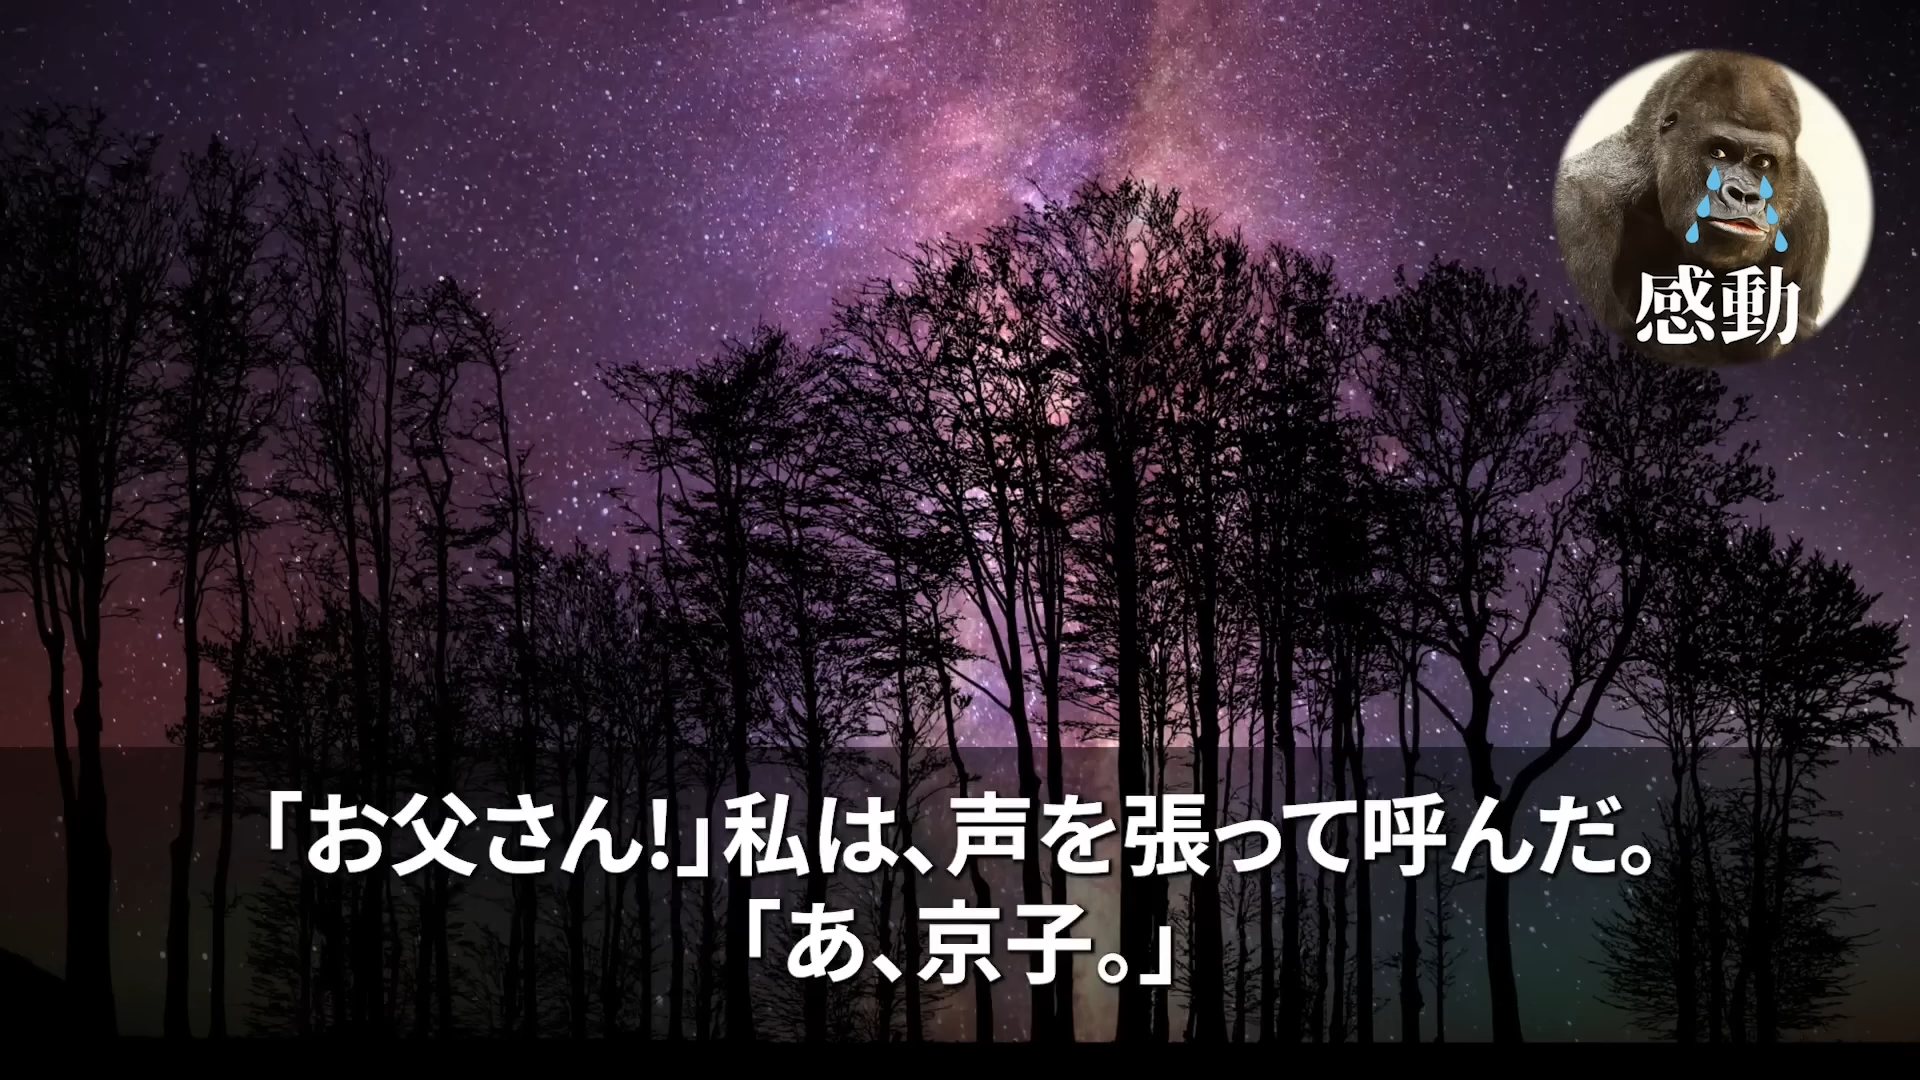 感動
「お父さん!」私は、声を張って呼んだ。
「あ、京子。」